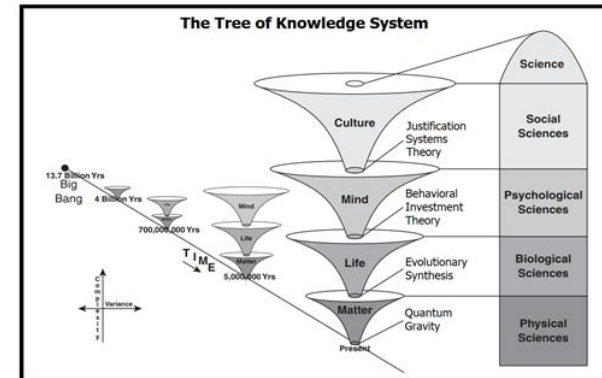 The Tree of Knowledge System
Science
Culture
Social
Sciences
Justification
Systems
Theory
13.7 Billion Yrs
Big
Bang
4 Billion Yrs
Mind
Mind
Psychological
Sciences
Behavioral
Investment
Theory
700,000,000 Yrs
Life
Life
Biological
Sciences
Evolutionary
Synthesis
TIME
Matter
5,000,000 Yrs
Matter
Quantum
Gravity
Physical
Sciences
Present
Complexity
Variance